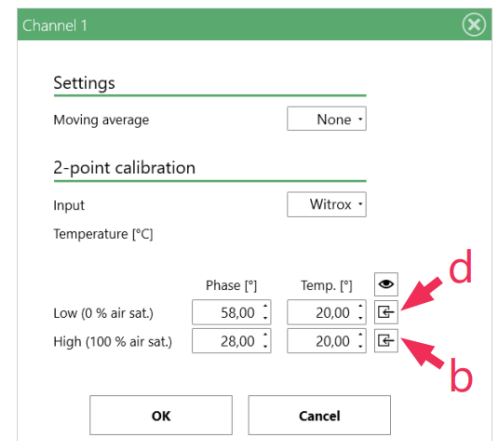 Channel 1
Settings
Moving average None
2-point calibration
Input Witrox
Temperature [°C]
Phase [°] Temp. [°]
d
Low (0 % air sat.) 58,00 20,00
High (100 % air sat.) 28,00 20,00
b
OK Cancel